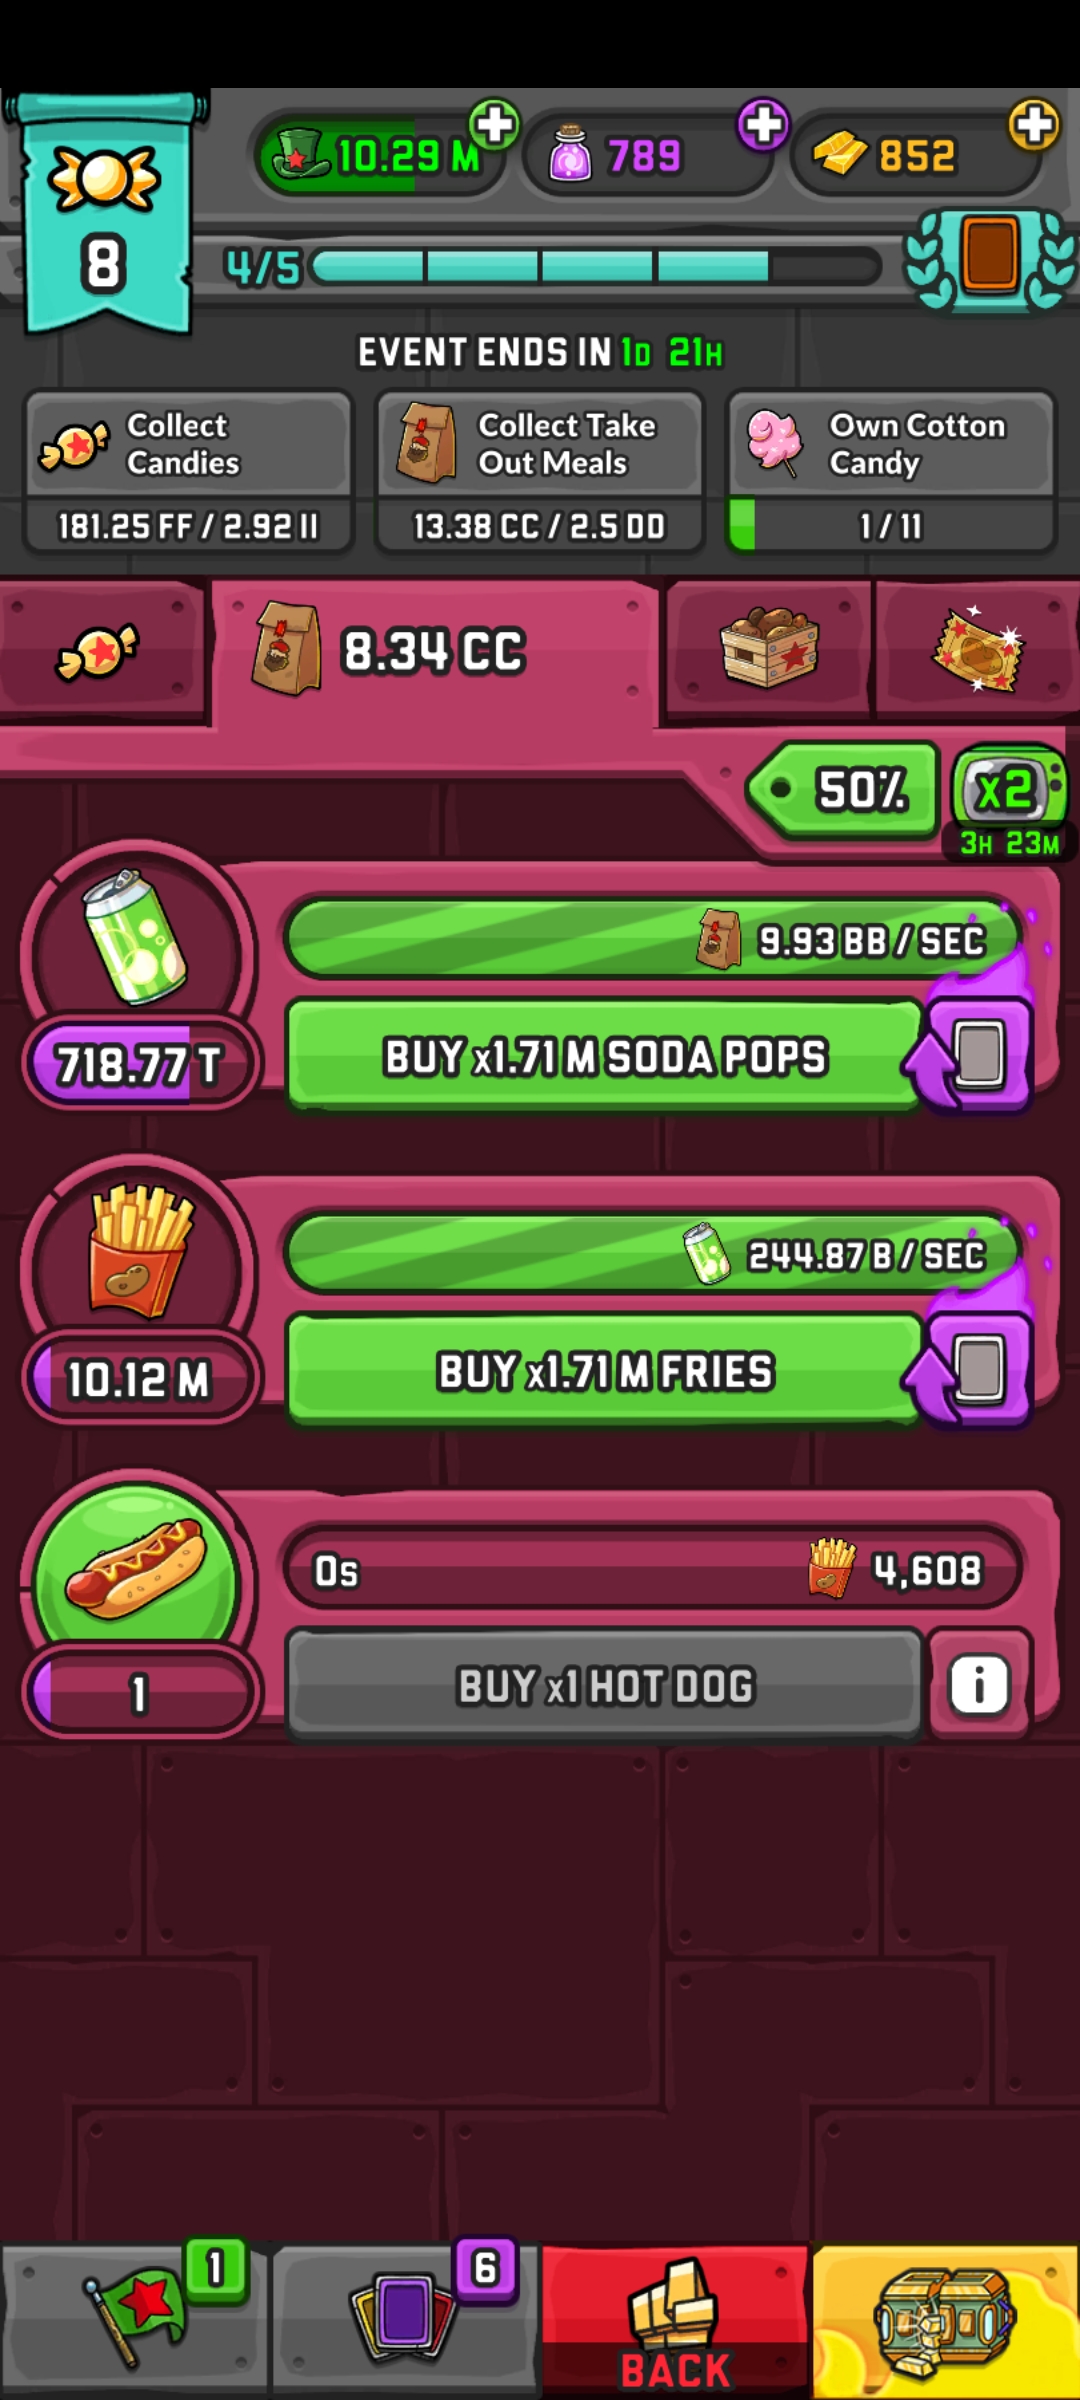 10.29 M
789
852
8
4/5
EVENT ENDS IN 1D 21H
Collect
Candies
181.25 FF / 2.92 II
Collect Take
Out Meals
13.38 CC / 2.5 DD
Own Cotton
Candy
1 / 11
8.34 CC
50%
x2
3H 23M
9.93 BB / SEC
718.77 T
BUY x1.71 M SODA POPS
244.87 B / SEC
10.12 M
BUY x1.71 M FRIES
0s
4,608
1
BUY x1 HOT DOG
i
1
6
BACK